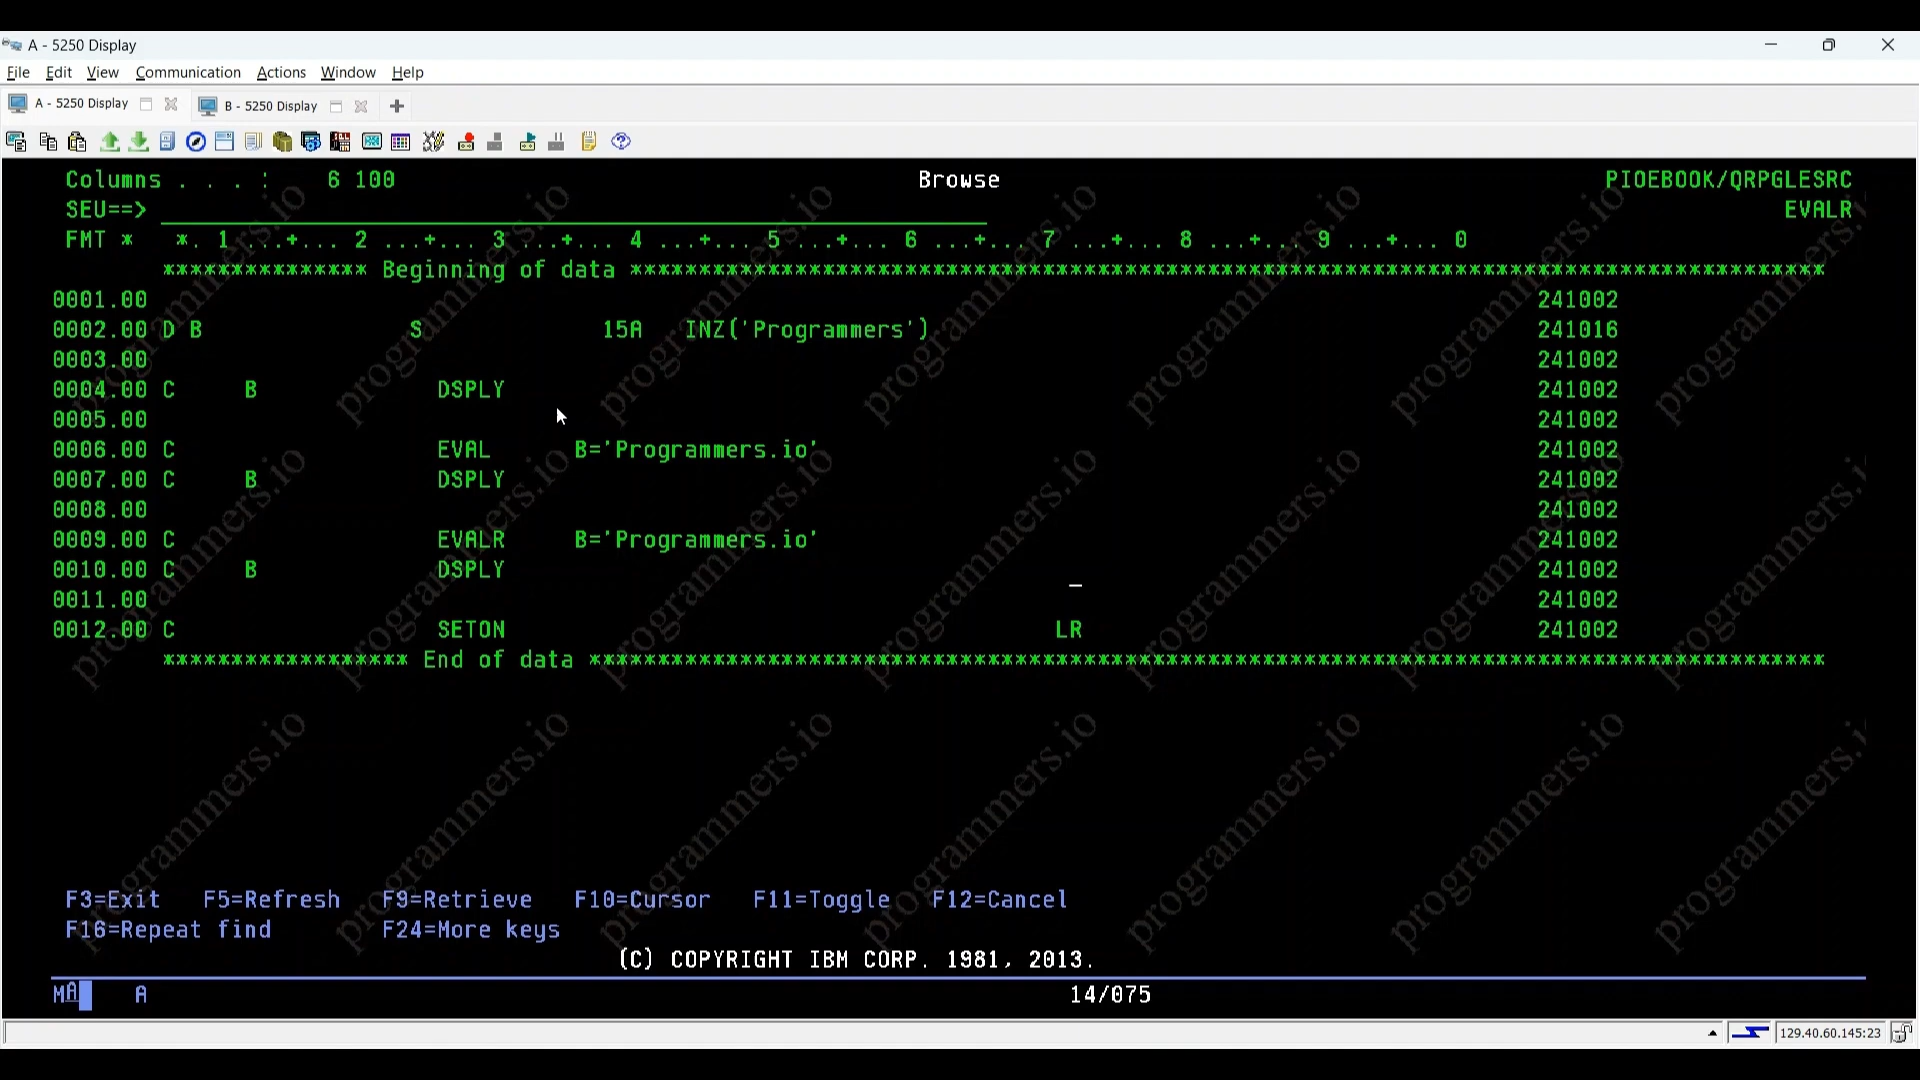 A - 5250 Display
File Edit View Communication Actions Window Help
A - 5250 Display B - 5250 Display
Columns . . . : 6 100 Browse PIOEBOOK/QRPGLESRC
SEU==> EVALR
FMT * *. 1 ...+... 2 ...+... 3 ...+... 4 ...+... 5 ...+... 6 ...+... 7 ...+... 8 ...+... 9 ...+... 0
*************** Beginning of data ****************************************************************************************
0001.00 241002
0002.00 D B S 15A INZ('Programmers') 241016
0003.00 241002
0004.00 C B DSPLY 241002
0005.00 241002
0006.00 C EVAL B='Programmers.io' 241002
0007.00 C B DSPLY 241002
0008.00 241002
0009.00 C EVALR B='Programmers.io' 241002
0010.00 C B DSPLY 241002
0011.00 241002
0012.00 C SETON LR 241002
****************** End of data *******************************************************************************************
F3=Exit F5=Refresh F9=Retrieve F10=Cursor F11=Toggle F12=Cancel
F16=Repeat find F24=More keys
(C) COPYRIGHT IBM CORP. 1981, 2013.
MA A 14/075
129.40.60.145:23
programmers.io